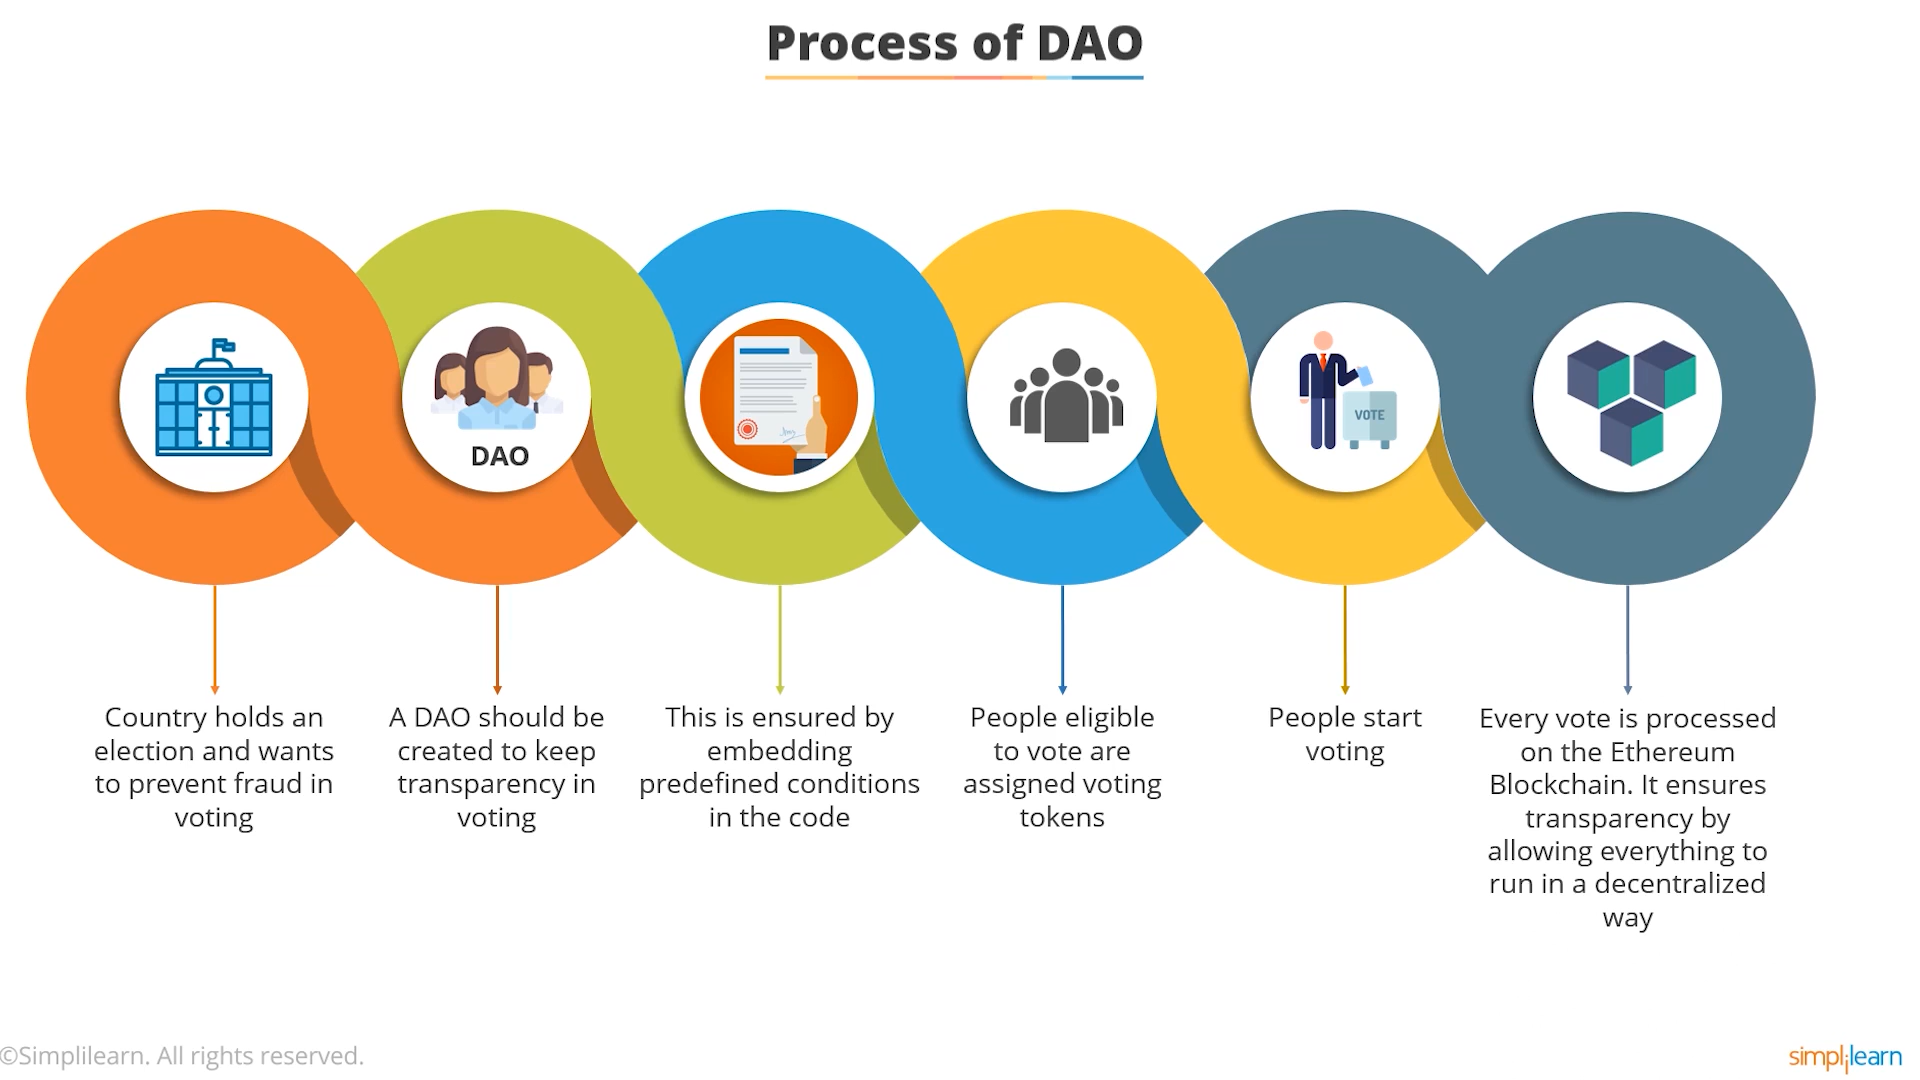 Process of DAO
DAO
VOTE
Country holds an
election and wants
to prevent fraud in
voting
A DAO should be
created to keep
transparency in
voting
This is ensured by
embedding
predefined conditions
in the code
People eligible
to vote are
assigned voting
tokens
People start
voting
Every vote is processed
on the Ethereum
Blockchain. It ensures
transparency by
allowing everything to
run in a decentralized
way
©Simplilearn. All rights reserved.
simplilearn